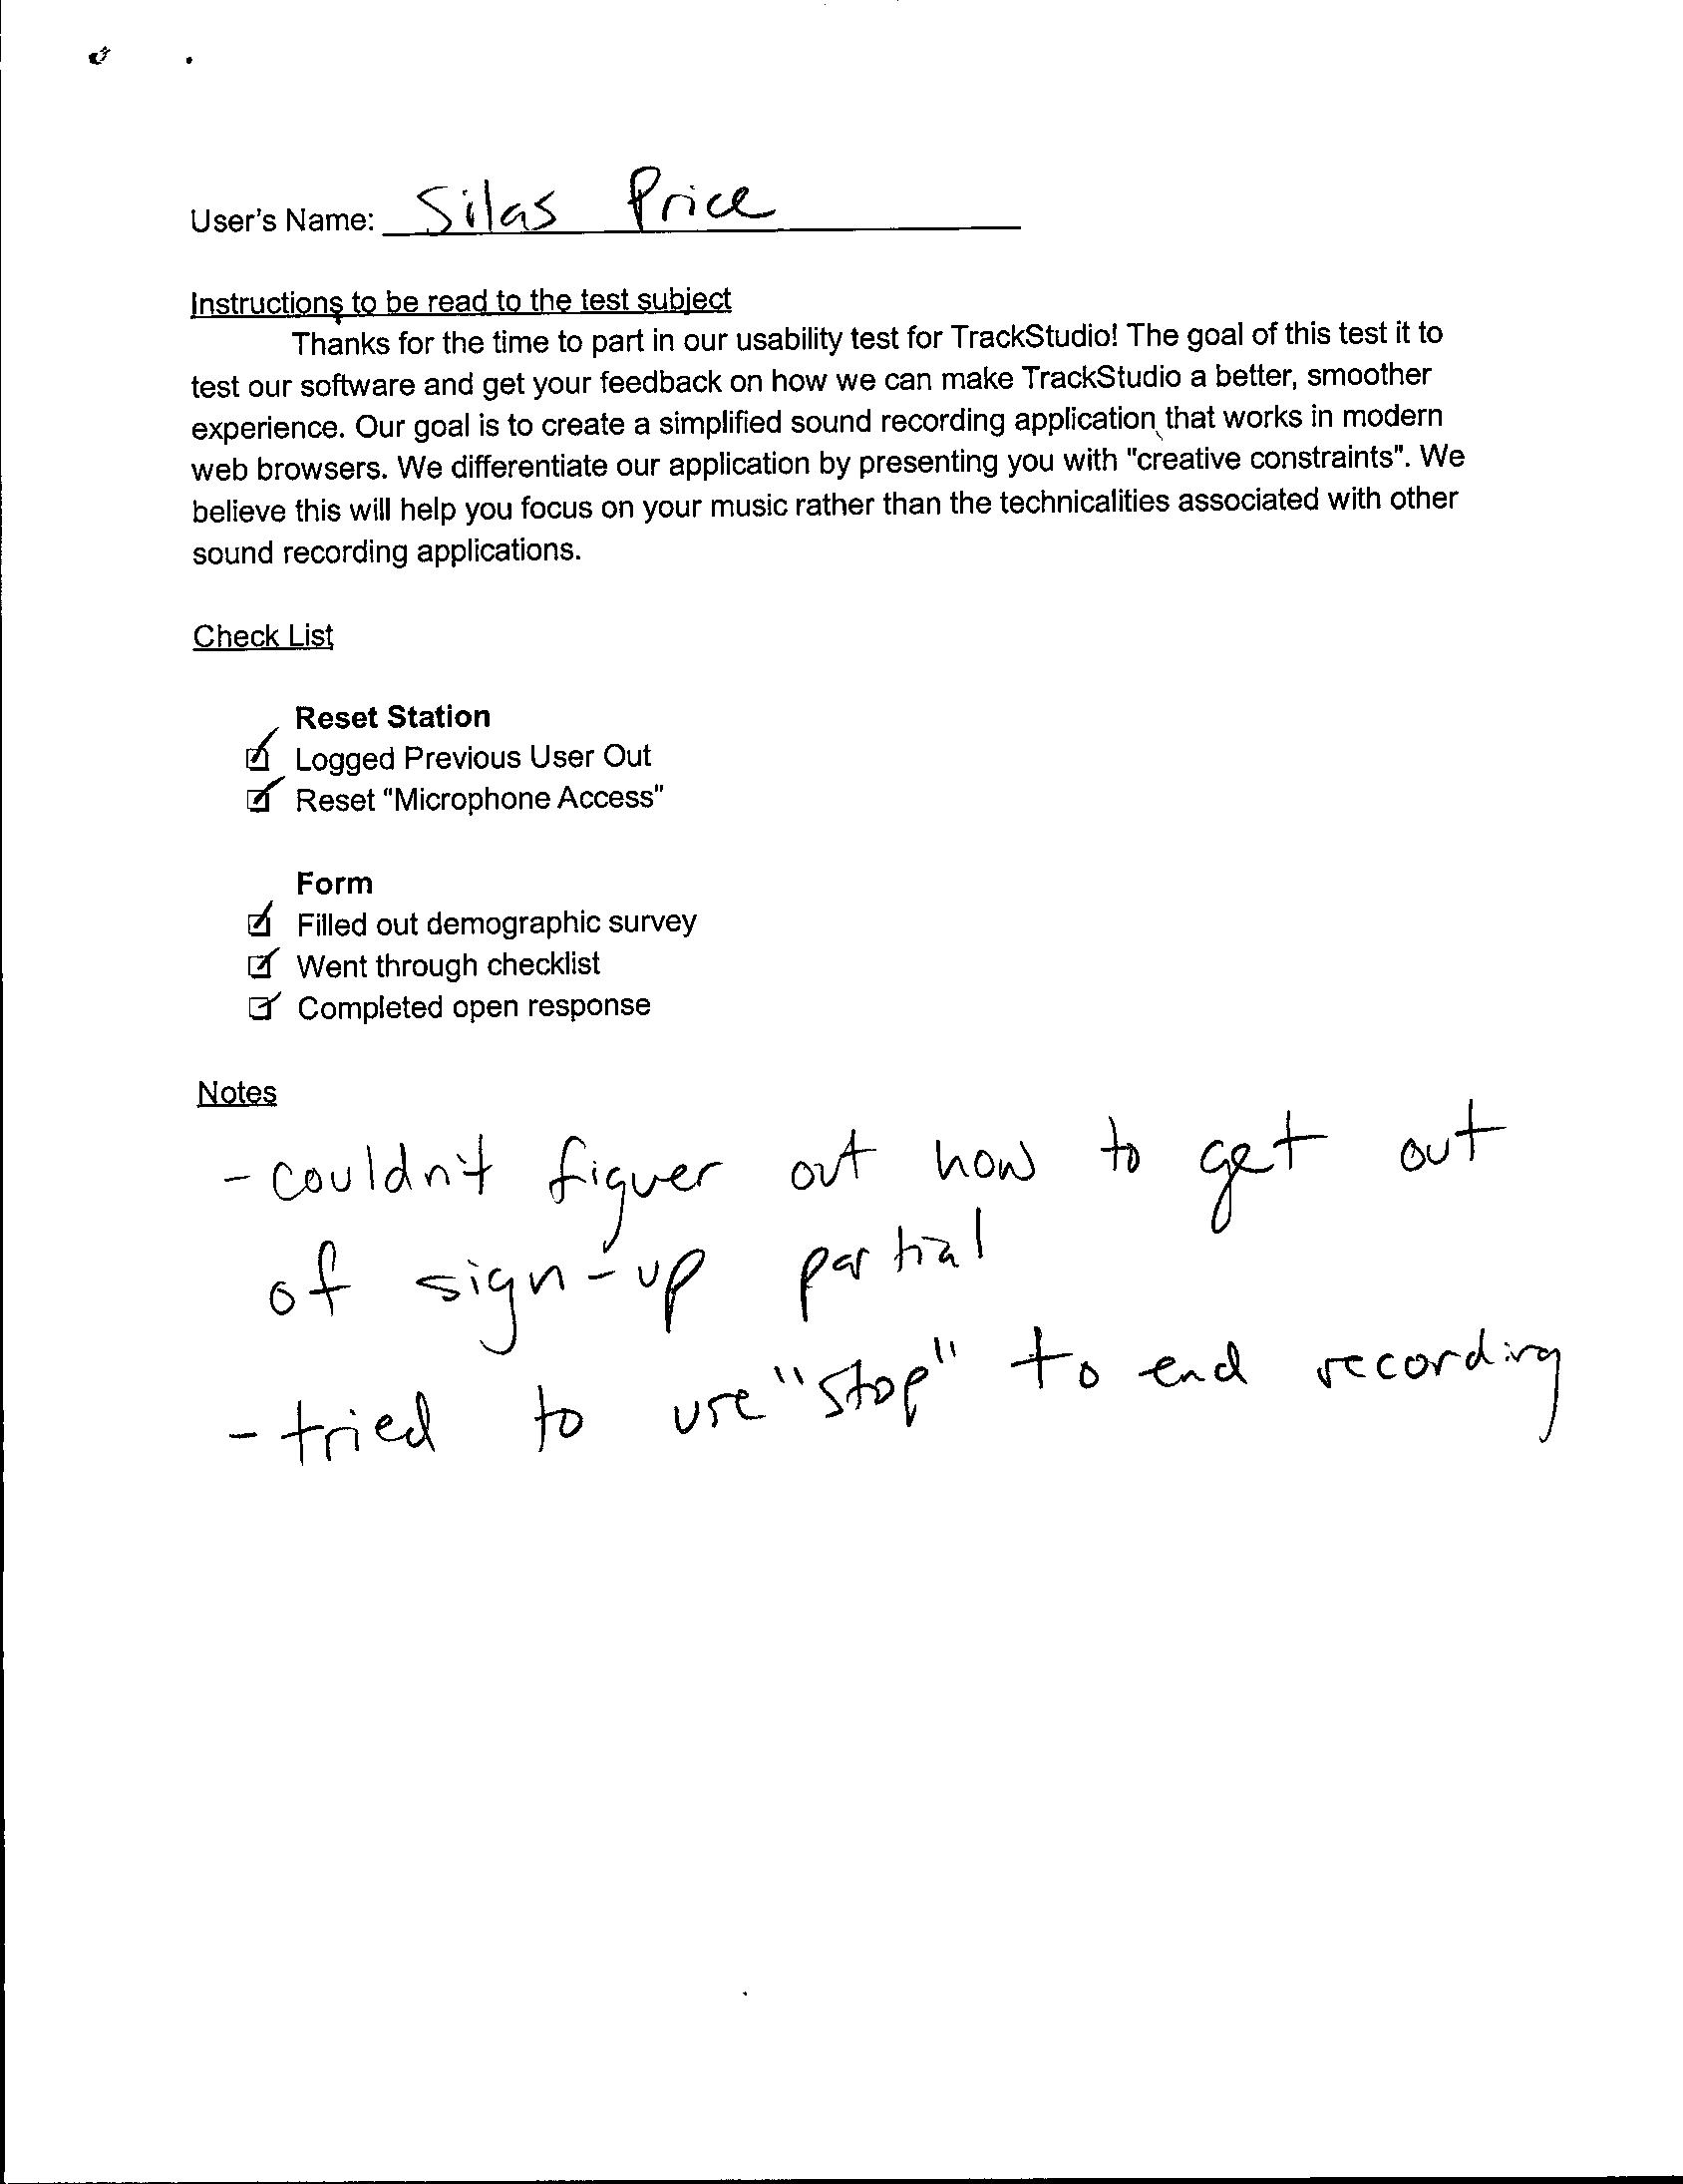 User's Name: Silas Price
Instructions to be read to the test subject
Thanks for the time to part in our usability test for TrackStudio! The goal of this test it to
test our software and get your feedback on how we can make TrackStudio a better, smoother
experience. Our goal is to create a simplified sound recording application that works in modern
web browsers. We differentiate our application by presenting you with "creative constraints". We
believe this will help you focus on your music rather than the technicalities associated with other
sound recording applications.
Check List
Reset Station
Logged Previous User Out
Reset "Microphone Access"
Form
Filled out demographic survey
Went through checklist
Completed open response
Notes
- couldn't figuer out how to get out
of sign-up partial
- tried to use "stop" to end recording